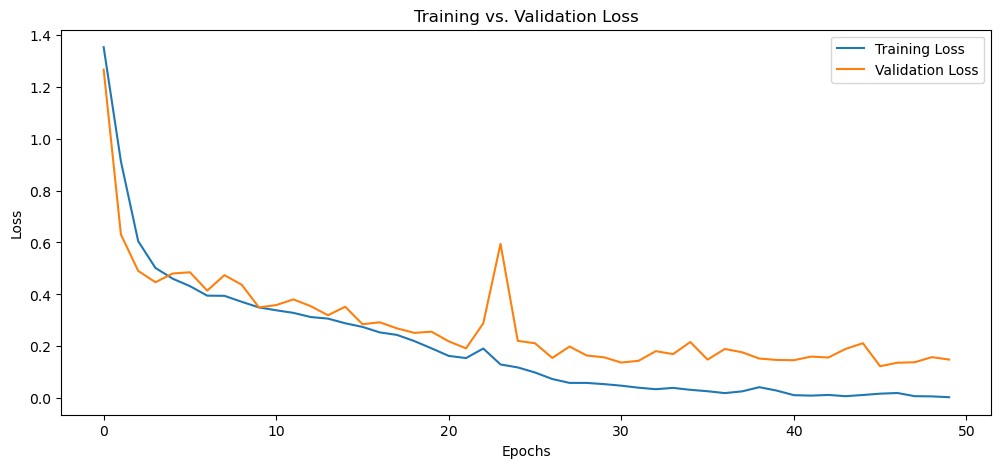 Training vs. Validation Loss
1.4
1.2
1.0
0.8
0.6
0.4
0.2
0.0
Loss
Training Loss
Validation Loss
0 10 20 30 40 50
Epochs